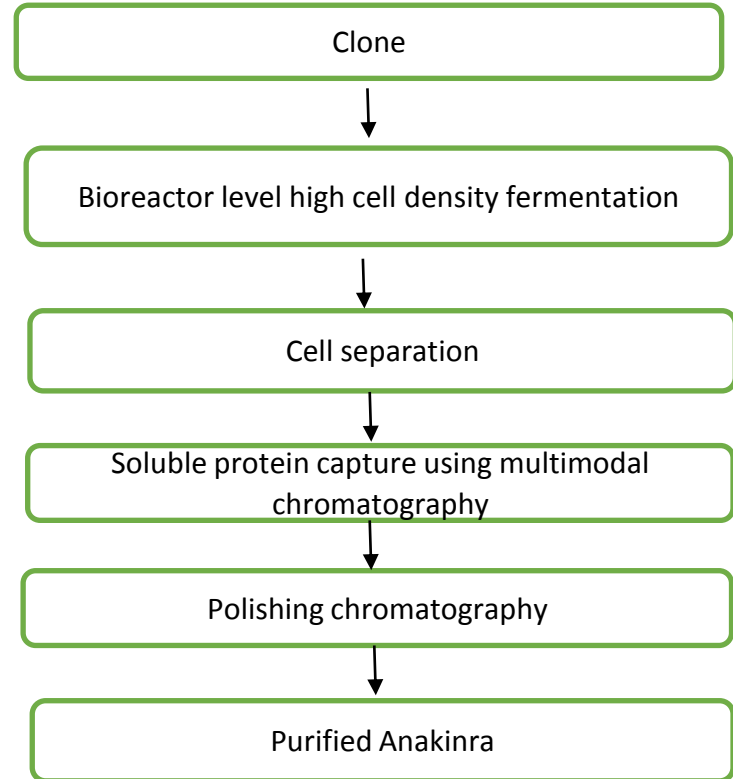 Clone
Bioreactor level high cell density fermentation
Cell separation
Soluble protein capture using multimodal
chromatography
Polishing chromatography
Purified Anakinra